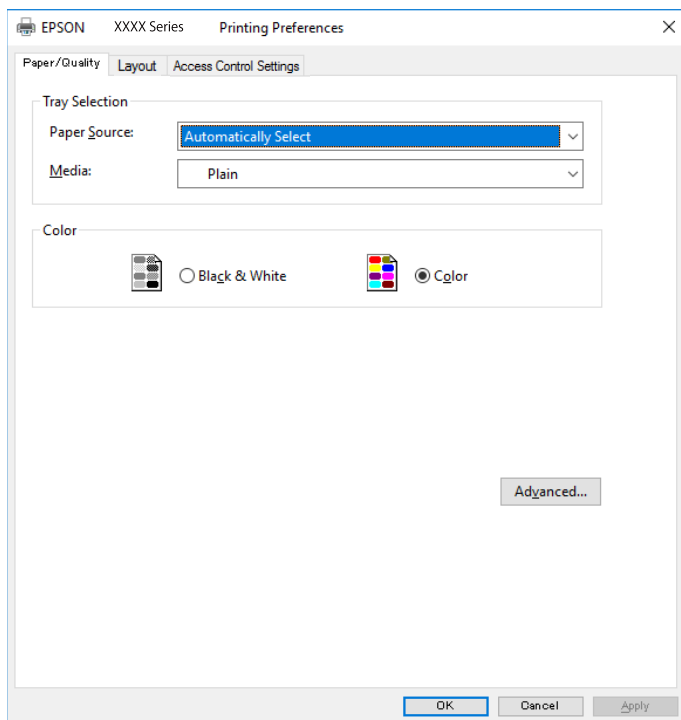 EPSON XXXX Series Printing Preferences
Paper/Quality Layout Access Control Settings
Tray Selection
Paper Source: Automatically Select
Media: Plain
Color
Black & White Color
Advanced...
OK Cancel Apply